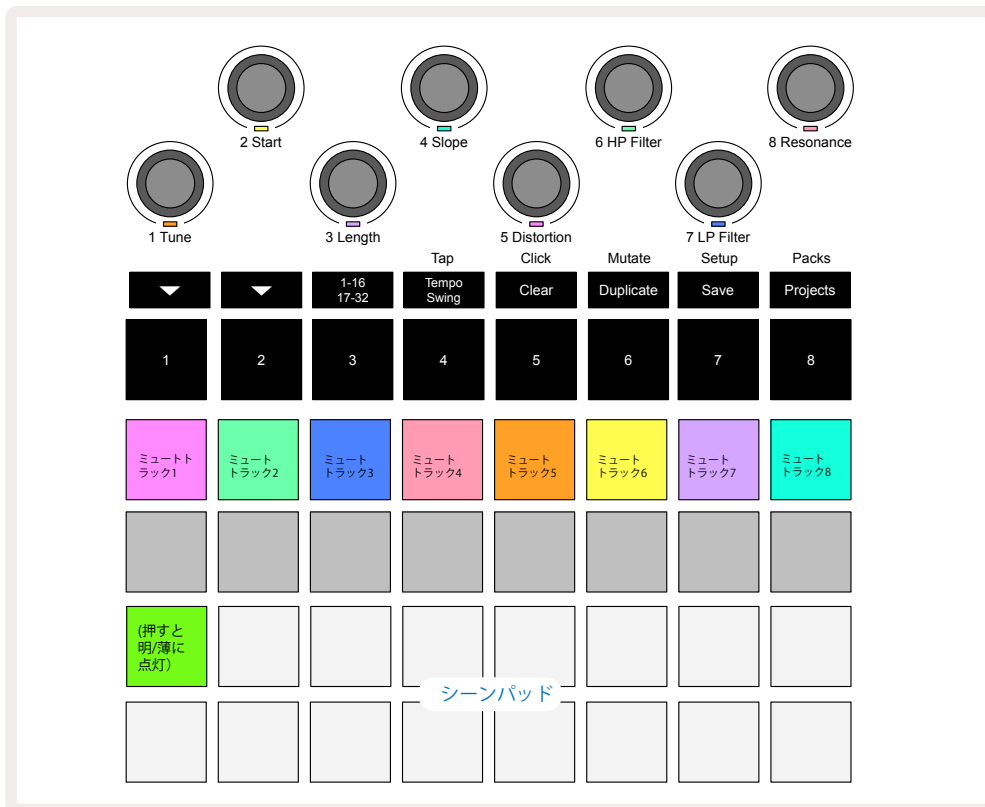 2 Start
4 Slope
6 HP Filter
8 Resonance
1 Tune
3 Length
5 Distortion
7 LP Filter
Tap
Click
Mutate
Setup
Packs
1-16
17-32
Tempo
Swing
Clear
Duplicate
Save
Projects
1
2
3
4
5
6
7
8
ミュートト
ラック1
ミュート
トラック2
ミュート
トラック3
ミュート
トラック4
ミュート
トラック5
ミュート
トラック6
ミュート
トラック7
ミュート
トラック8
(押すと
明/薄に
点灯）
シーンパッド